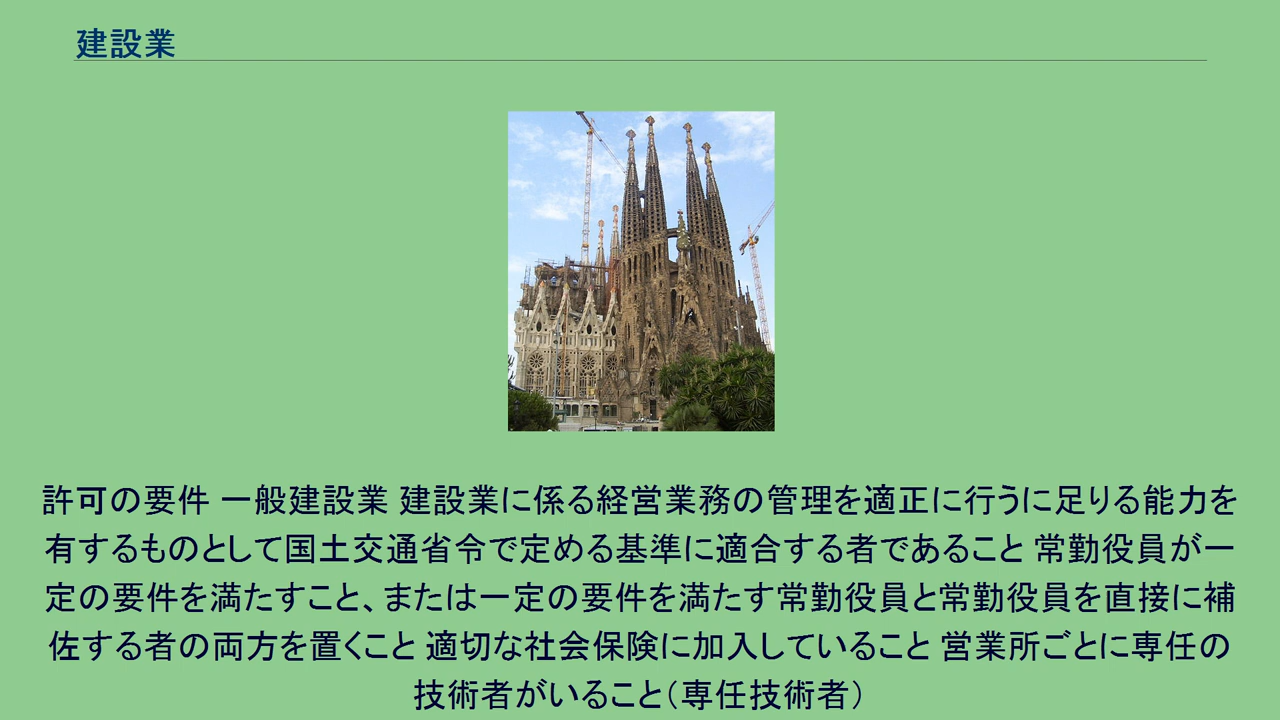 建設業
許可の要件 一般建設業 建設業に係る経営業務の管理を適正に行うに足りる能力を
有するものとして国土交通省令で定める基準に適合する者であること 常勤役員が一
定の要件を満たすこと、または一定の要件を満たす常勤役員と常勤役員を直接に補
佐する者の両方を置くこと 適切な社会保険に加入していること 営業所ごとに専任の
技術者がいること（専任技術者）